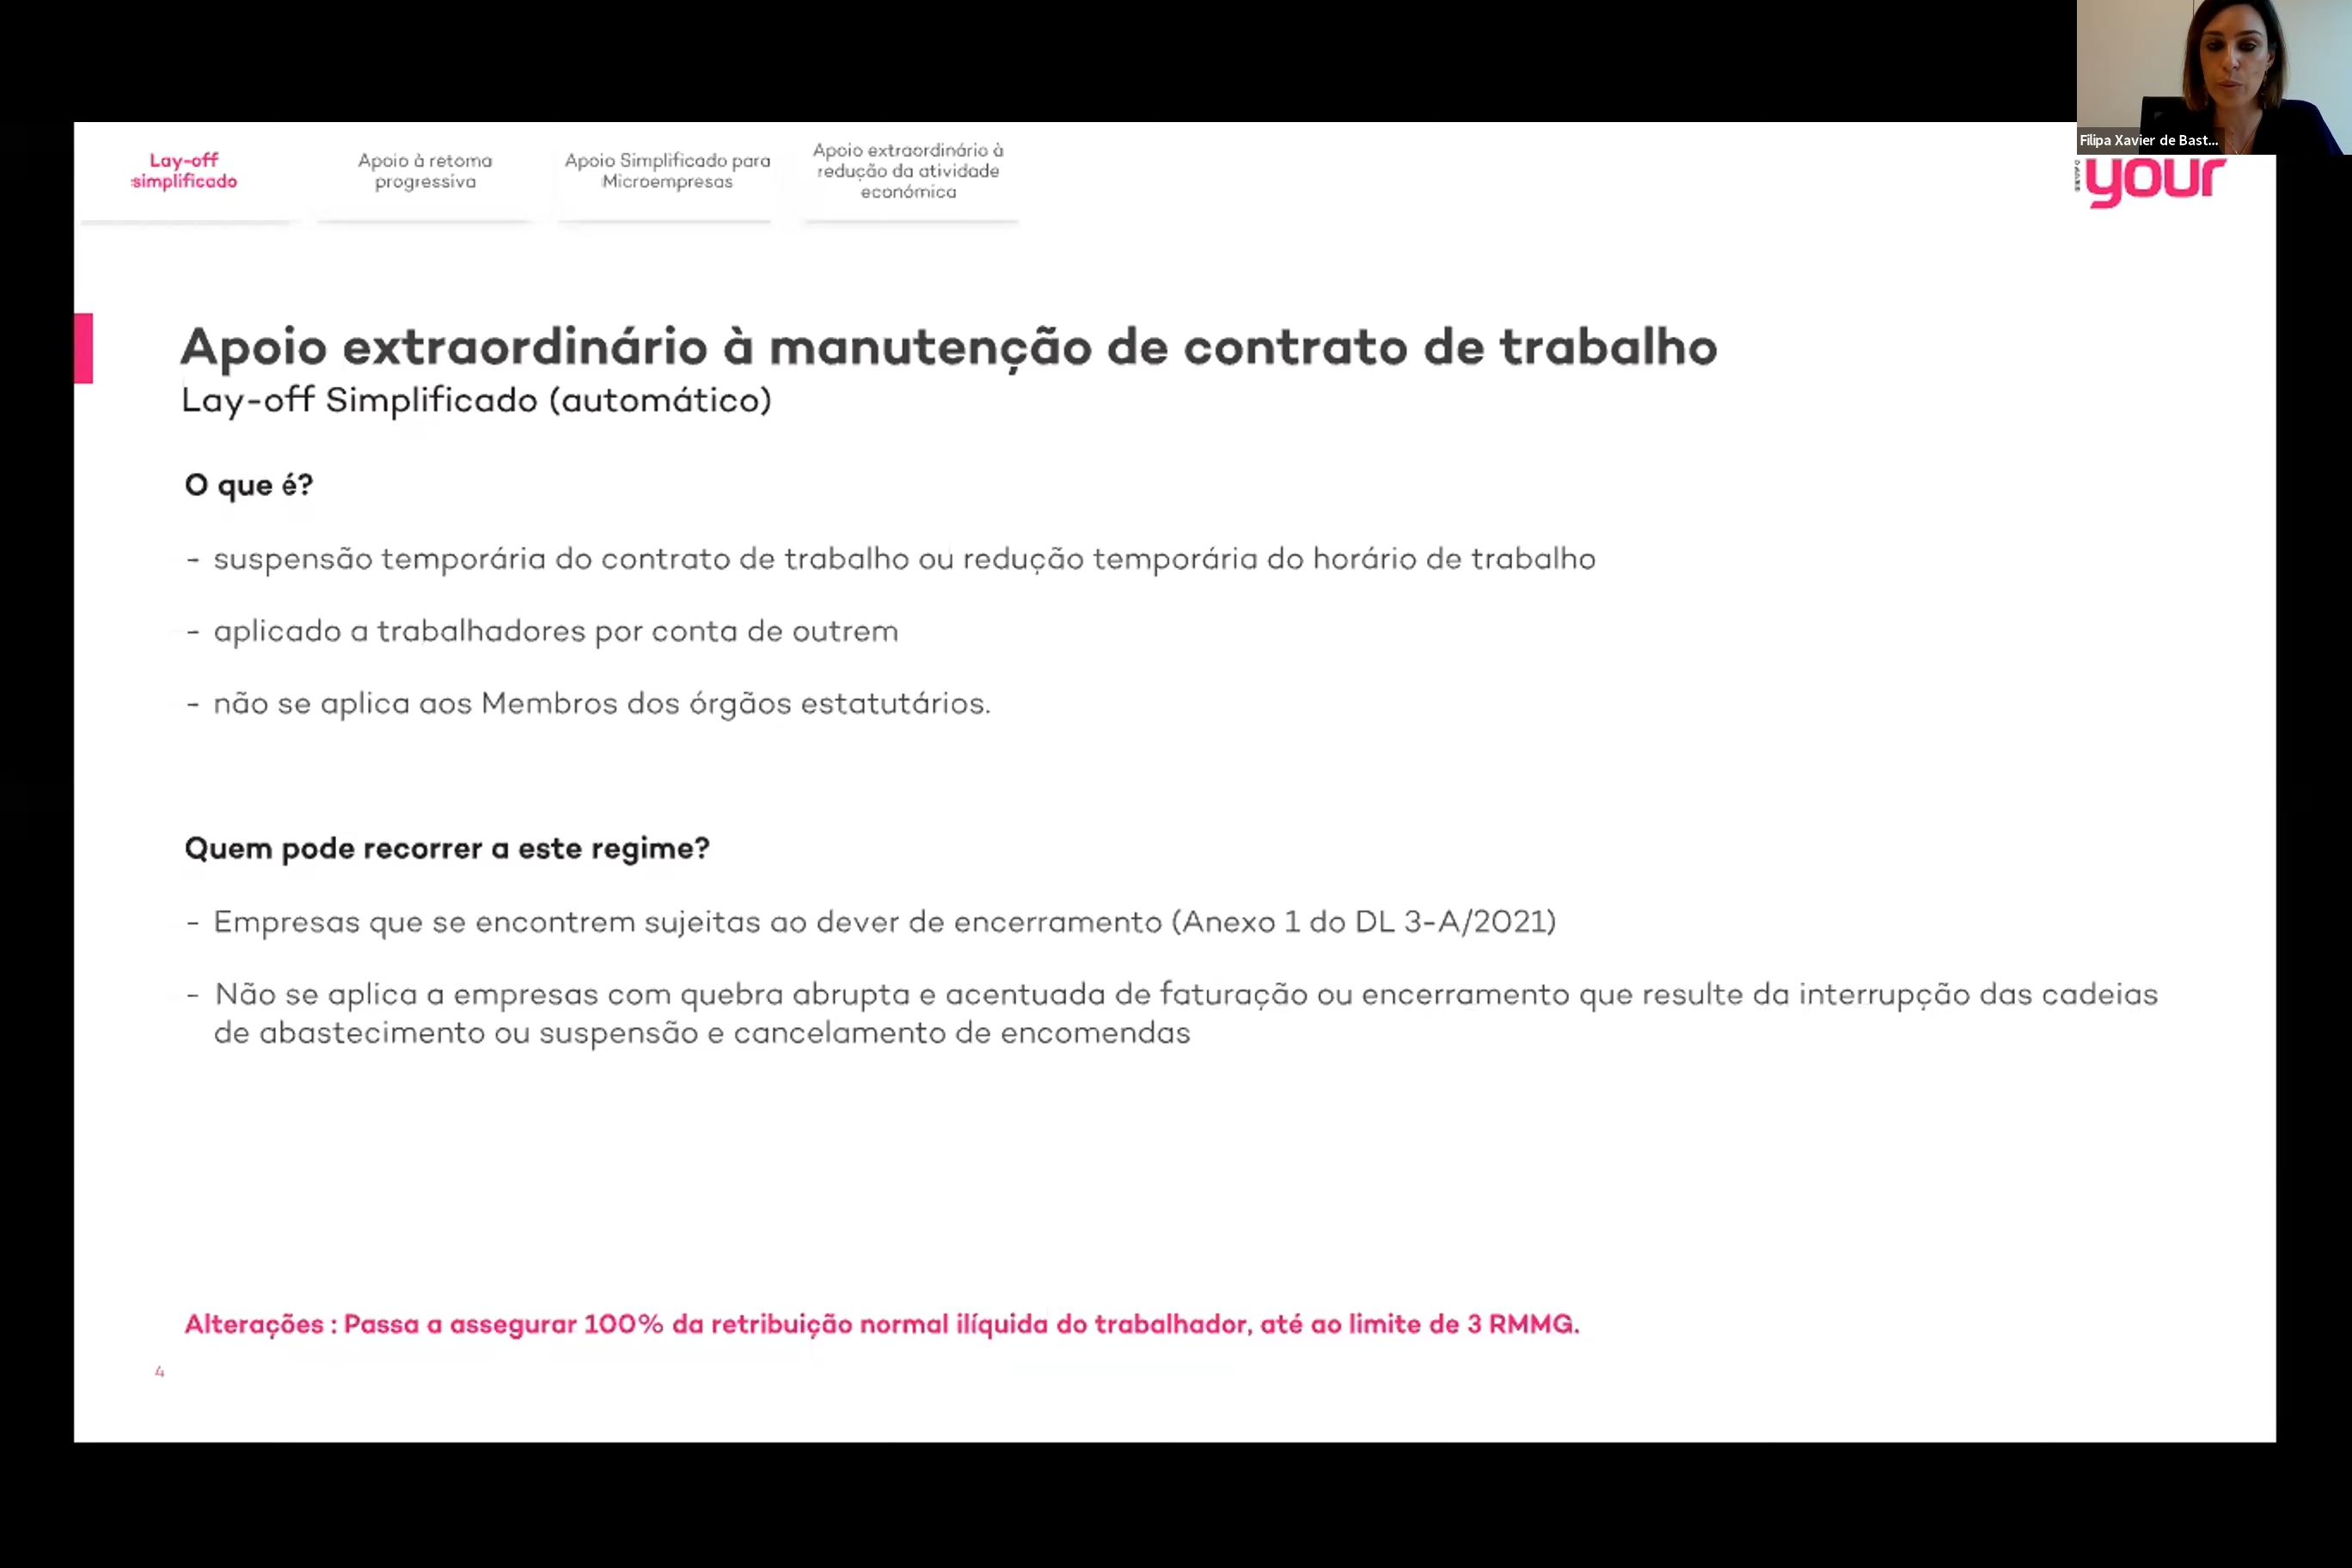 Filipa Xavier de Bast...
Lay-off
simplificado
Apoio à retoma
progressiva
Apoio Simplificado para
Microempresas
Apoio extraordinário à
redução da atividade
económica
your
Apoio extraordinário à manutenção de contrato de trabalho
Lay-off Simplificado (automático)
O que é?
- suspensão temporária do contrato de trabalho ou redução temporária do horário de trabalho
- aplicado a trabalhadores por conta de outrem
- não se aplica aos Membros dos órgãos estatutários.
Quem pode recorrer a este regime?
- Empresas que se encontrem sujeitas ao dever de encerramento (Anexo 1 do DL 3-A/2021)
- Não se aplica a empresas com quebra abrupta e acentuada de faturação ou encerramento que resulte da interrupção das cadeias
de abastecimento ou suspensão e cancelamento de encomendas
Alterações : Passa a assegurar 100% da retribuição normal ilíquida do trabalhador, até ao limite de 3 RMMG.
4